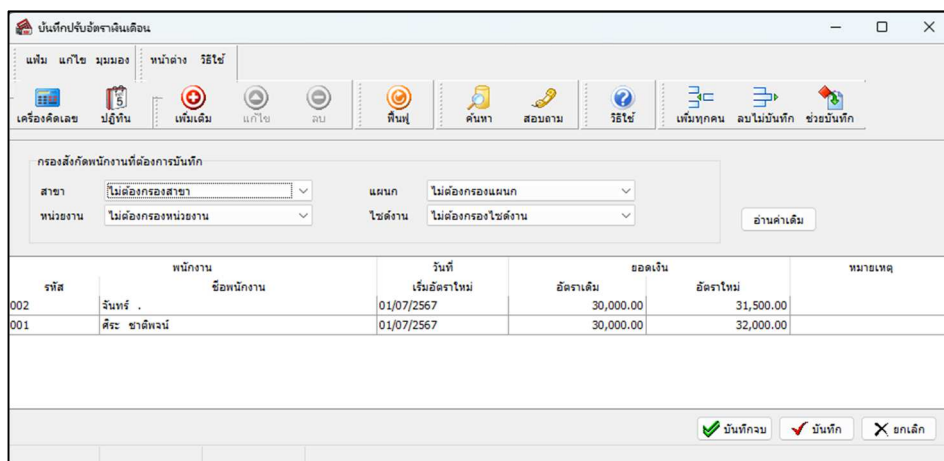 บันทึกปรับอัตราเงินเดือน
แฟ้ม แก้ไข มุมมอง หน้าต่าง วิธีใช้
เครื่องคิดเลข ปฏิทิน เพิ่มเติม แก้ไข ลบ ฟื้นฟู ค้นหา สอบถาม วิธีใช้ เพิ่มทุกคน ลบไม่บันทึก ช่วยบันทึก
กรองสังกัดพนักงานที่ต้องการบันทึก
สาขา ไม่ต้องกรองสาขา แผนก ไม่ต้องกรองแผนก
หน่วยงาน ไม่ต้องกรองหน่วยงาน ไซด์งาน ไม่ต้องกรองไซด์งาน
อ่านค่าเดิม
พนักงาน วันที่ ยอดเงิน หมายเหตุ
รหัส ชื่อพนักงาน เริ่มอัตราใหม่ อัตราเดิม อัตราใหม่
002 จันทร์ . 01/07/2567 30,000.00 31,500.00
001 ศิระ ชาติพจน์ 01/07/2567 30,000.00 32,000.00
บันทึกจบ บันทึก ยกเลิก